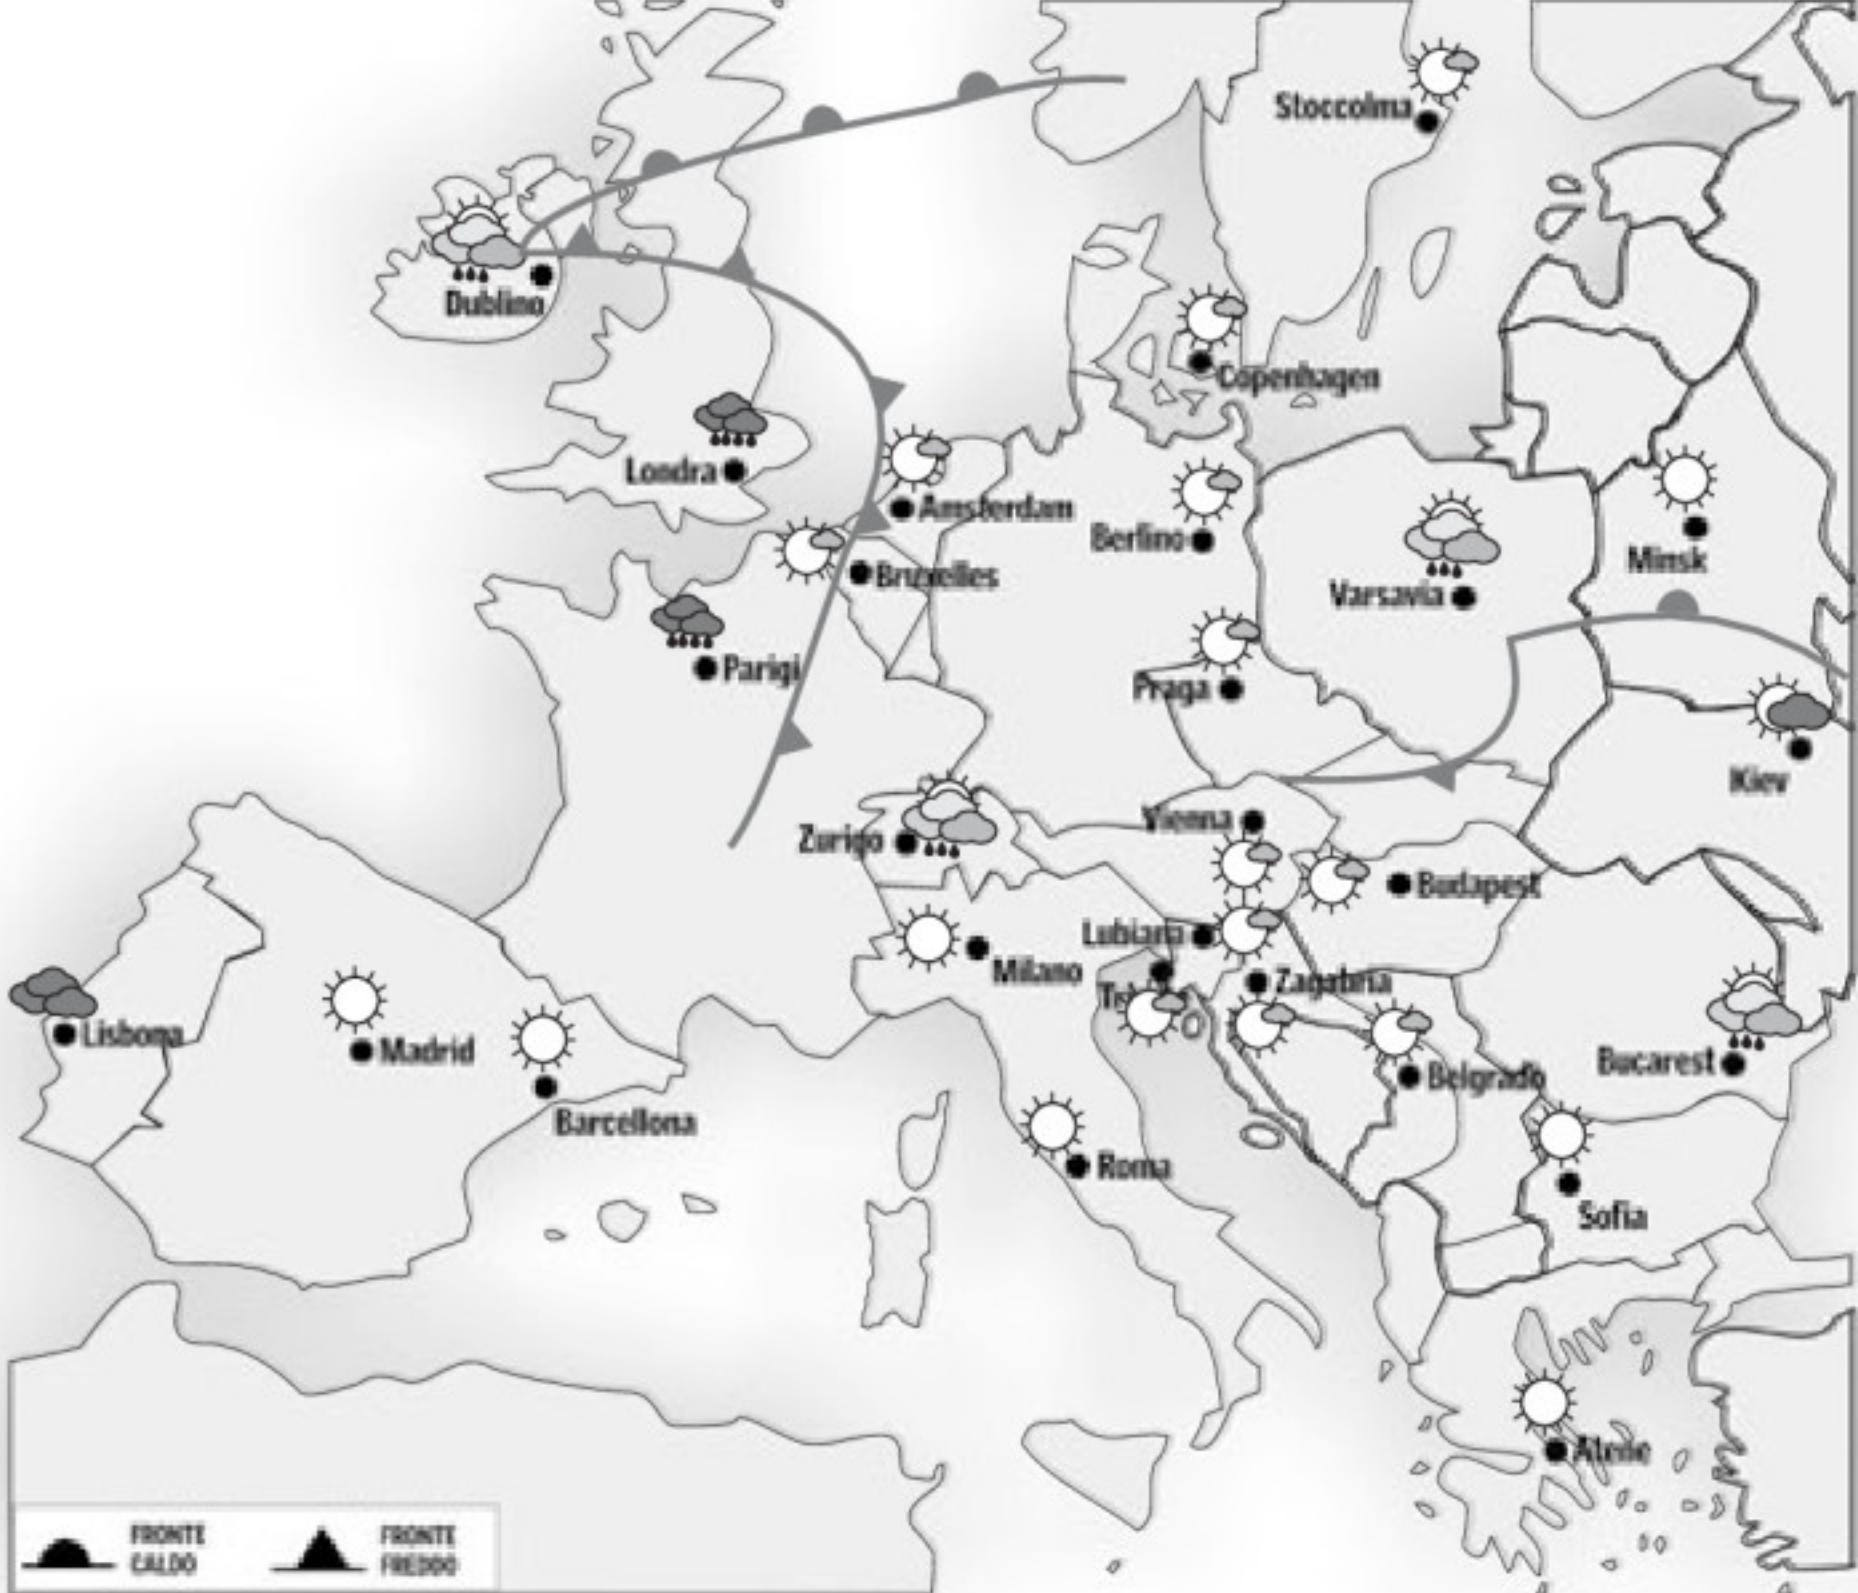 Stoccolma
Dublino
Copenhagen
Londra
Amsterdam
Berlino
Minsk
Bruxelles
Varsavia
Parigi
Praga
Kiev
Vienna
Zurigo
Budapest
Lubiana
Milano
Zagabria
Lisbona
Madrid
Belgrado
Bucarest
Barcellona
Roma
Sofia
Atene
FRONTE
CALDO
FRONTE
FREDDO